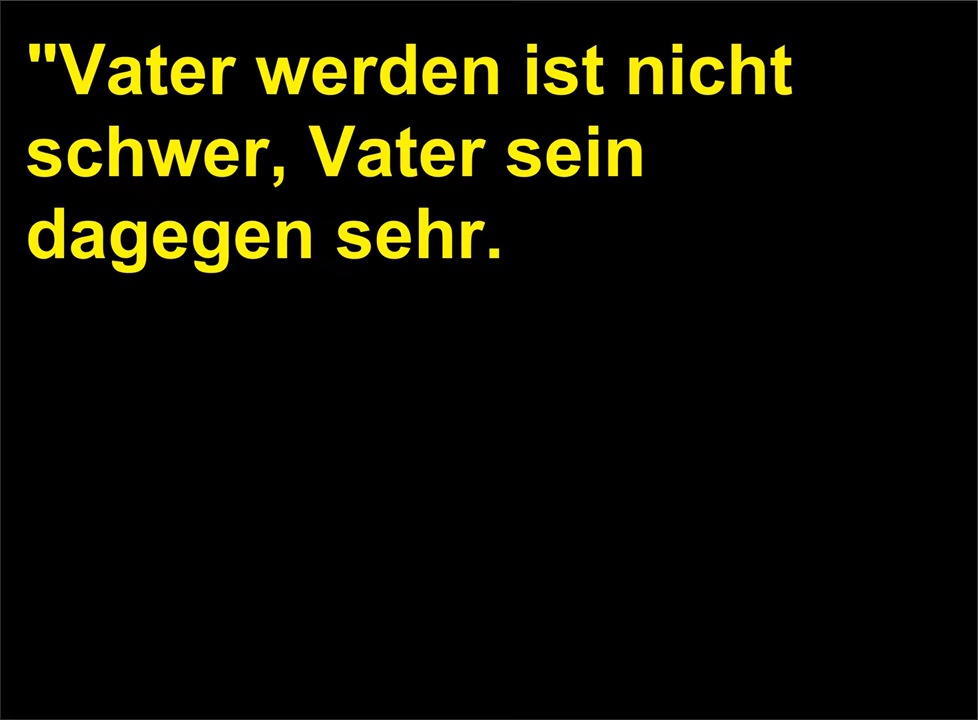 "Vater werden ist nicht
schwer, Vater sein
dagegen sehr.